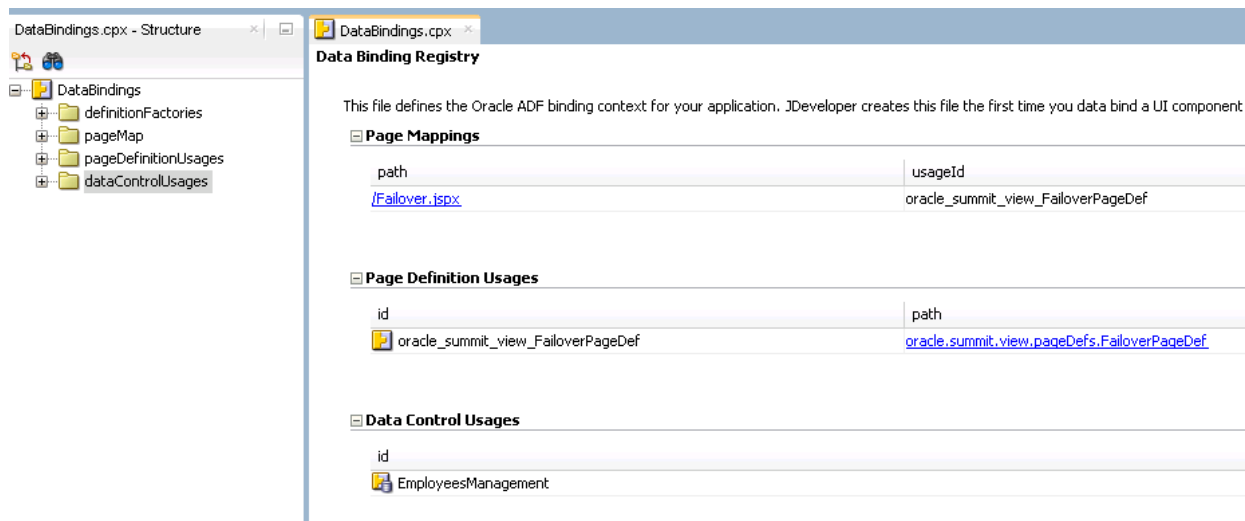 DataBindings.cpx - Structure
DataBindings
definitionFactories
pageMap
pageDefinitionUsages
dataControlUsages
DataBindings.cpx
Data Binding Registry
This file defines the Oracle ADF binding context for your application. JDeveloper creates this file the first time you data bind a UI component
Page Mappings
path usageId
/Failover.jspx oracle_summit_view_FailoverPageDef
Page Definition Usages
id path
oracle_summit_view_FailoverPageDef oracle.summit.view.pageDefs.FailoverPageDef
Data Control Usages
id
EmployeesManagement